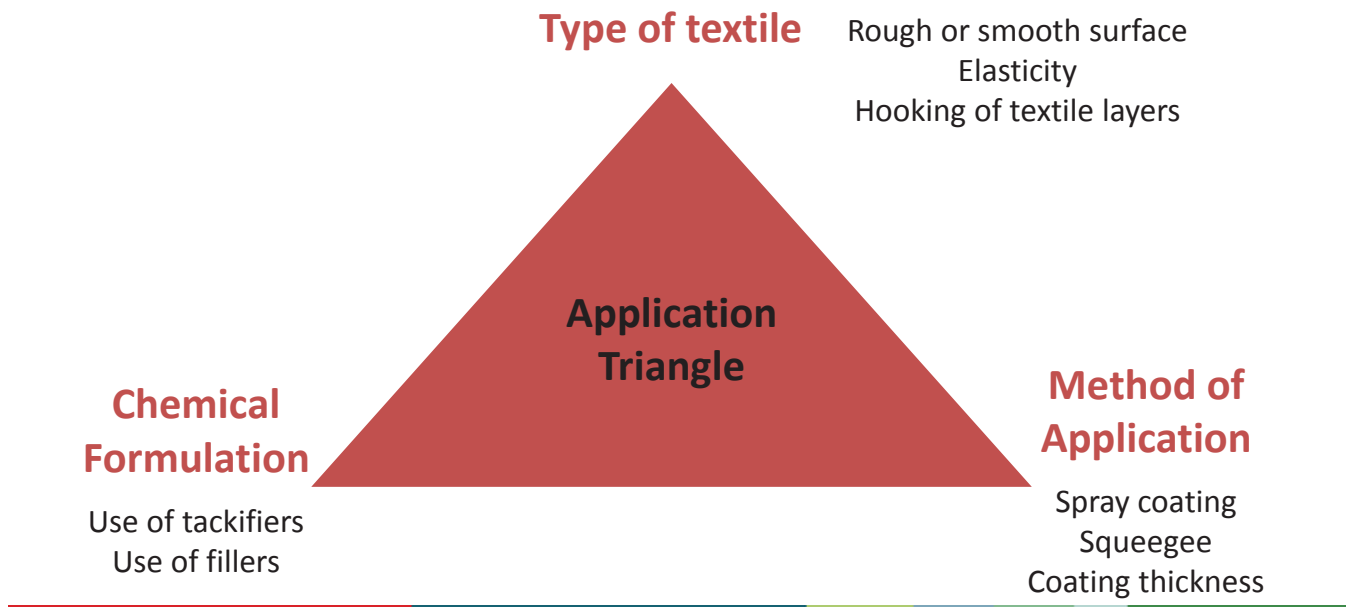 Type of textile
Rough or smooth surface
Elasticity
Hooking of textile layers
Application
Triangle
Chemical
Formulation
Use of tackifiers
Use of fillers
Method of
Application
Spray coating
Squeegee
Coating thickness